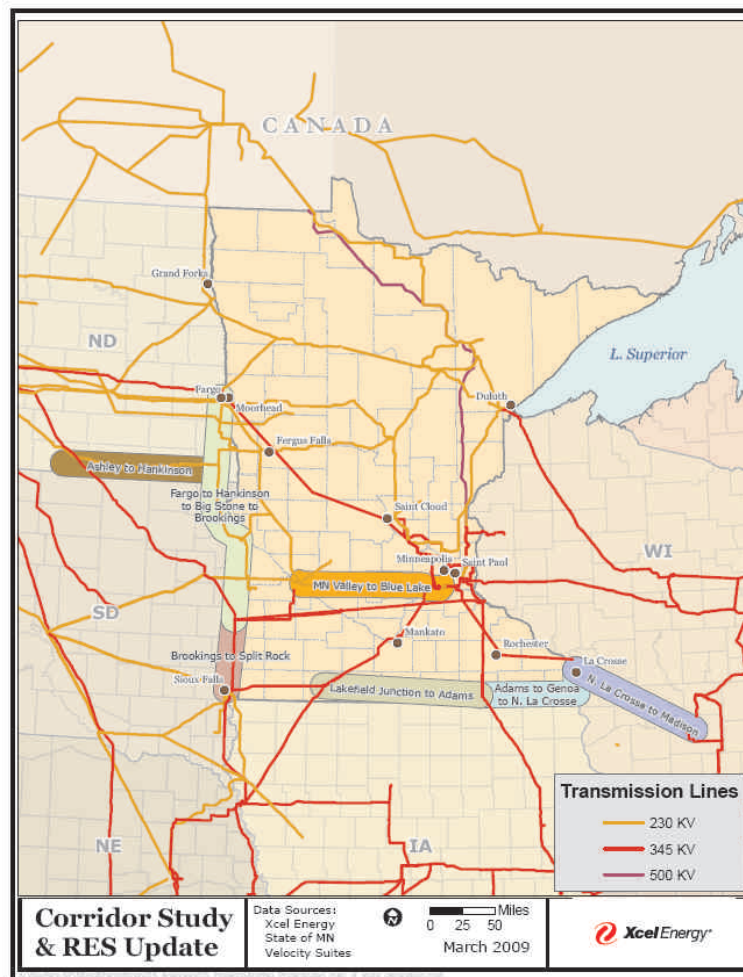 CANADA
Grand Forks
ND
L. Superior
Fargo
Moorhead
Duluth
Fergus Falls
Ashley to Hankinson
Fargo to Hankinson
to Big Stone to
Brookings
Saint Cloud
WI
Minneapolis
Saint Paul
MN Valley to Blue Lake
SD
Mankato
Rochester
Brookings to Split Rock
La Crosse
Sioux Falls
Lakefield Junction to Adams
Adams to Genoa
to N. La Crosse
N. La Crosse to Madison
Transmission Lines
230 KV
345 KV
500 KV
NE
IA
Corridor Study
& RES Update
Data Sources:
Xcel Energy
State of MN
Velocity Suites
Miles
0 25 50
March 2009
Xcel Energy